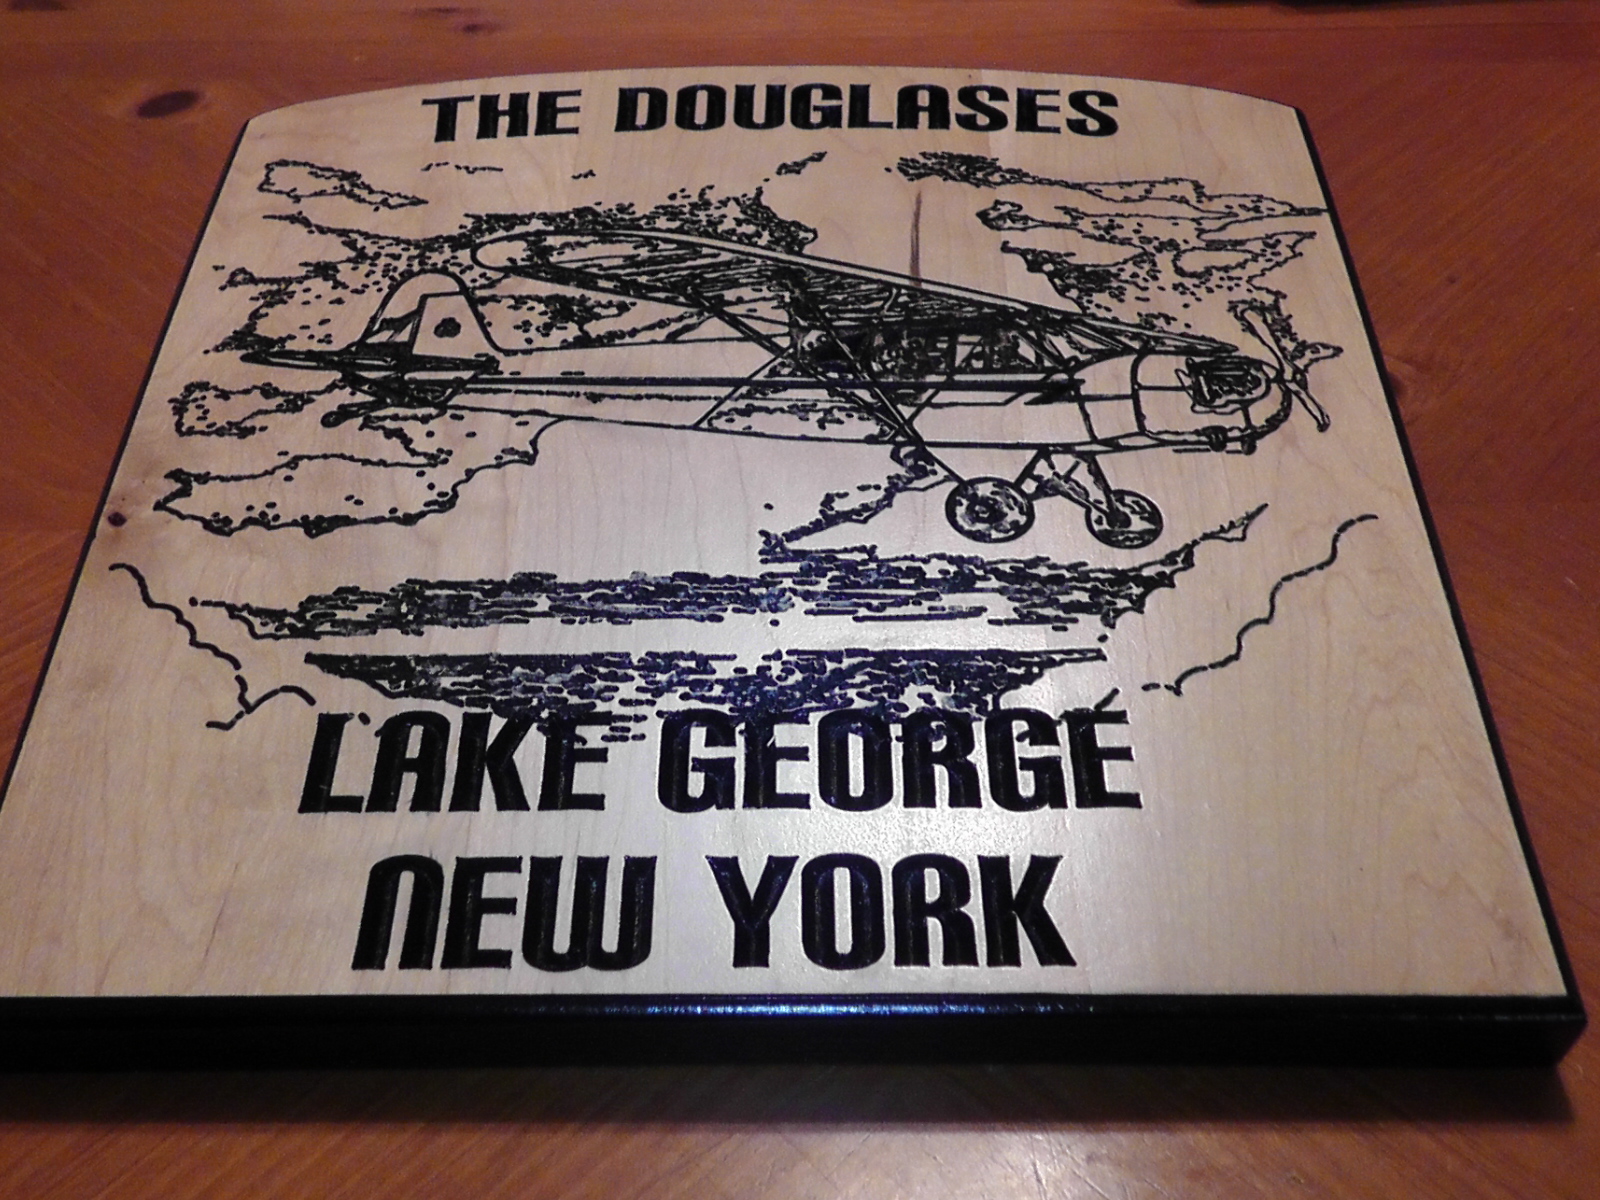 THE DOUGLASES
LAKE GEORGE
NEW YORK